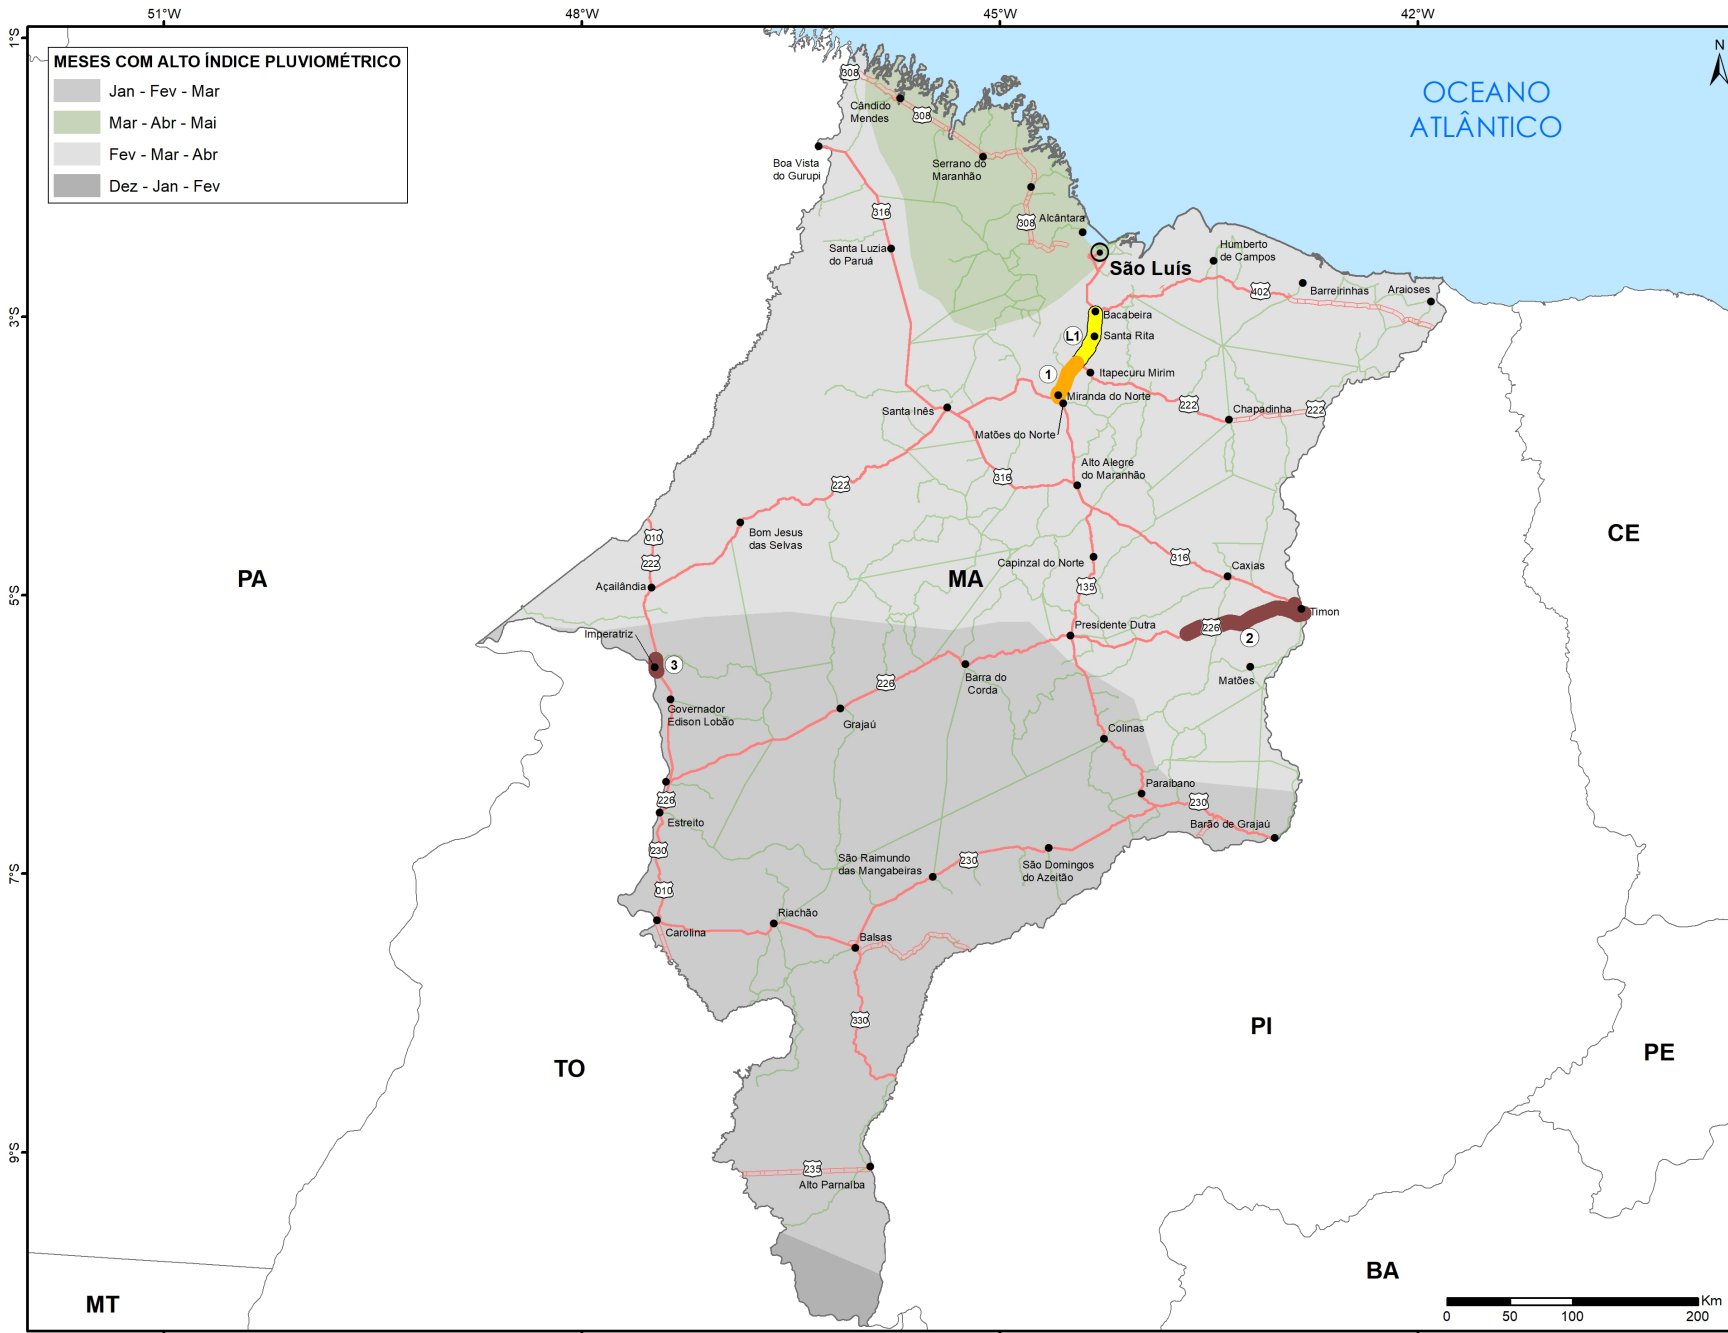 51°W
48°W
45°W
42°W
1°S
3°S
5°S
7°S
9°S
MESES COM ALTO ÍNDICE PLUVIOMÉTRICO
Jan - Fev - Mar
Mar - Abr - Mai
Fev - Mar - Abr
Dez - Jan - Fev
N
OCEANO
ATLÂNTICO
308
Cândido
Mendes
308
Boa Vista
do Gurupi
Serrano do
Maranhão
316
308
Alcântara
Santa Luzia
do Paruá
São Luís
Humberto
de Campos
402
Barreirinhas
Araioses
Bacabeira
L1
Santa Rita
1
Itapecuru Mirim
Miranda do Norte
222
Chapadinha
222
Santa Inês
Matões do Norte
Alto Alegre
do Maranhão
316
222
Bom Jesus
das Selvas
010
222
CE
PA
MA
Capinzal do Norte
316
Caxias
Açailândia
135
Timon
Imperatriz
Presidente Dutra
226
2
3
Barra do
Corda
Matões
226
Governador
Edison Lobão
Grajaú
Colinas
Paraibano
226
230
Estreito
Barão de Grajaú
230
São Raimundo
das Mangabeiras
230
São Domingos
do Azeitão
010
Riachão
Carolina
Balsas
330
PI
TO
PE
235
Alto Parnaíba
BA
MT
Km
0
50
100
200